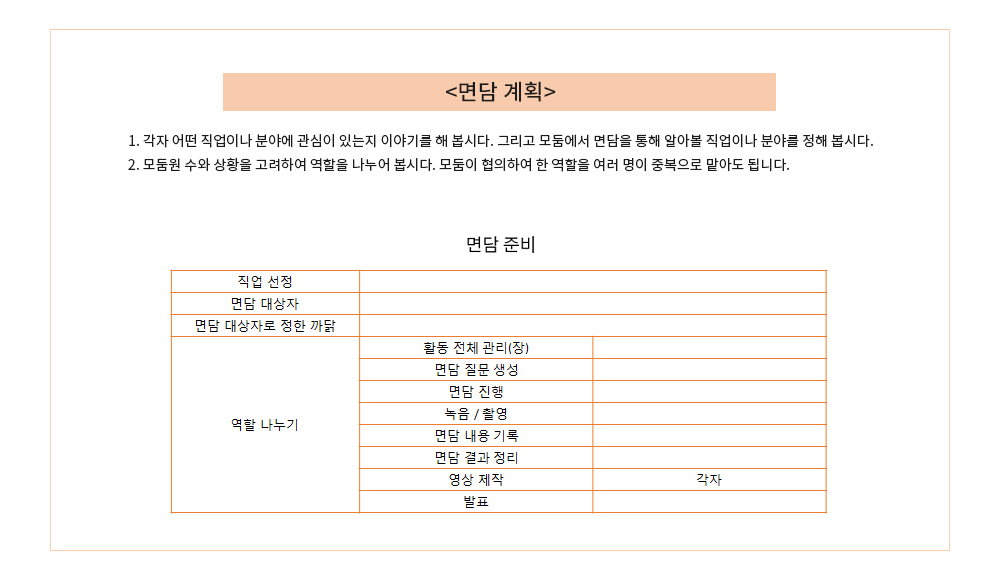 <면담 계획>
1. 각자 어떤 직업이나 분야에 관심이 있는지 이야기를 해 봅시다. 그리고 모둠에서 면담을 통해 알아볼 직업이나 분야를 정해 봅시다.
2. 모둠원 수와 상황을 고려하여 역할을 나누어 봅시다. 모둠이 협의하여 한 역할을 여러 명이 중복으로 맡아도 됩니다.
면담 준비
직업 선정
면담 대상자
면담 대상자로 정한 까닭
역할 나누기
활동 전체 관리(장)
면담 질문 생성
면담 진행
녹음 / 촬영
면담 내용 기록
면담 결과 정리
영상 제작 각자
발표